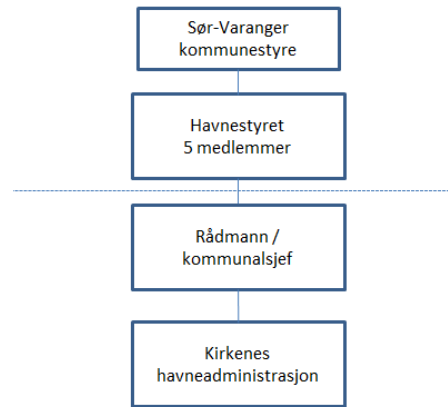 Sør-Varanger
kommunestyre
Havnestyret
5 medlemmer
Rådmann /
kommunalsjef
Kirkenes
havneadministrasjon